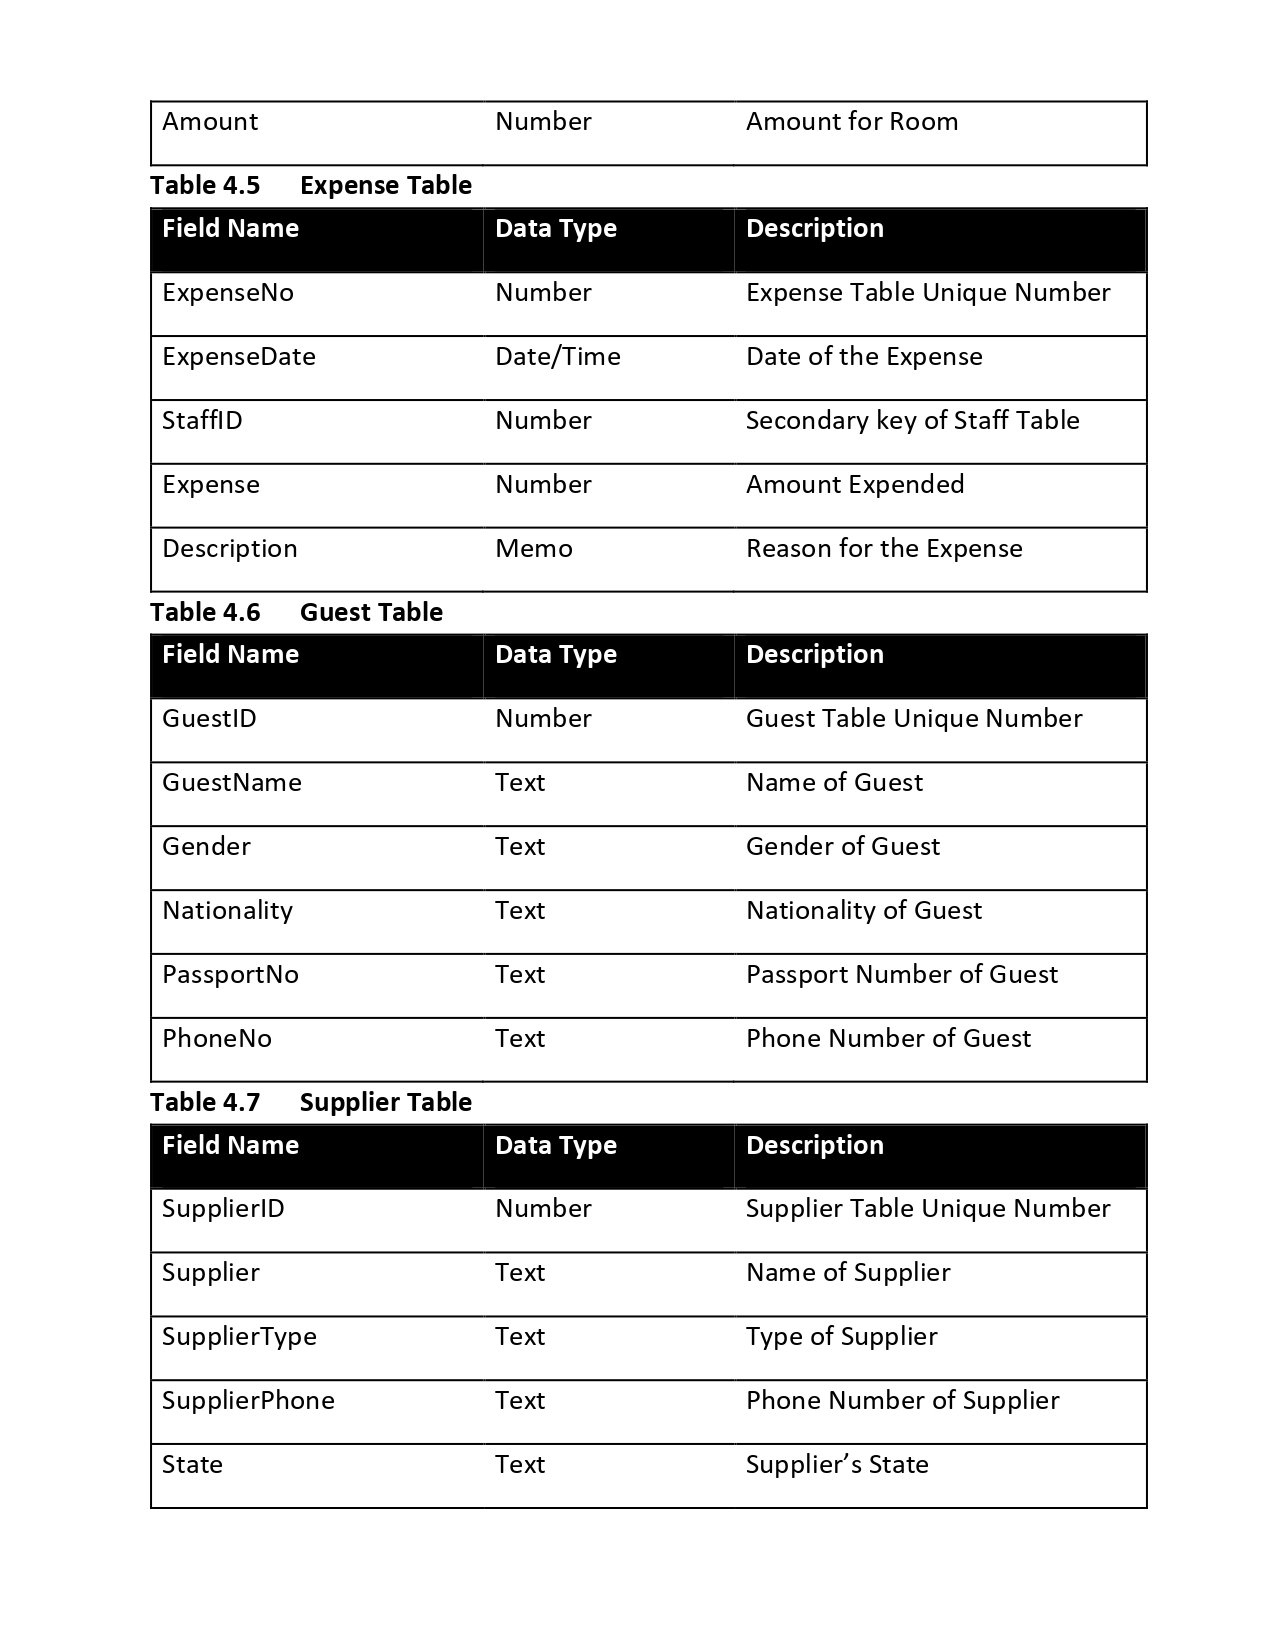 Amount Number Amount for Room
Table 4.5 Expense Table
Field Name Data Type Description
ExpenseNo Number Expense Table Unique Number
ExpenseDate Date/Time Date of the Expense
StaffID Number Secondary key of Staff Table
Expense Number Amount Expended
Description Memo Reason for the Expense
Table 4.6 Guest Table
Field Name Data Type Description
GuestID Number Guest Table Unique Number
GuestName Text Name of Guest
Gender Text Gender of Guest
Nationality Text Nationality of Guest
PassportNo Text Passport Number of Guest
PhoneNo Text Phone Number of Guest
Table 4.7 Supplier Table
Field Name Data Type Description
SupplierID Number Supplier Table Unique Number
Supplier Text Name of Supplier
SupplierType Text Type of Supplier
SupplierPhone Text Phone Number of Supplier
State Text Supplier’s State